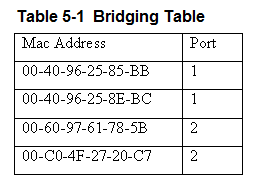 Table 5-1 Bridging Table
Mac Address Port
00-40-96-25-85-BB 1
00-40-96-25-8E-BC 1
00-60-97-61-78-5B 2
00-C0-4F-27-20-C7 2